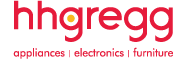 hhgregg
appliances | electronics | furniture